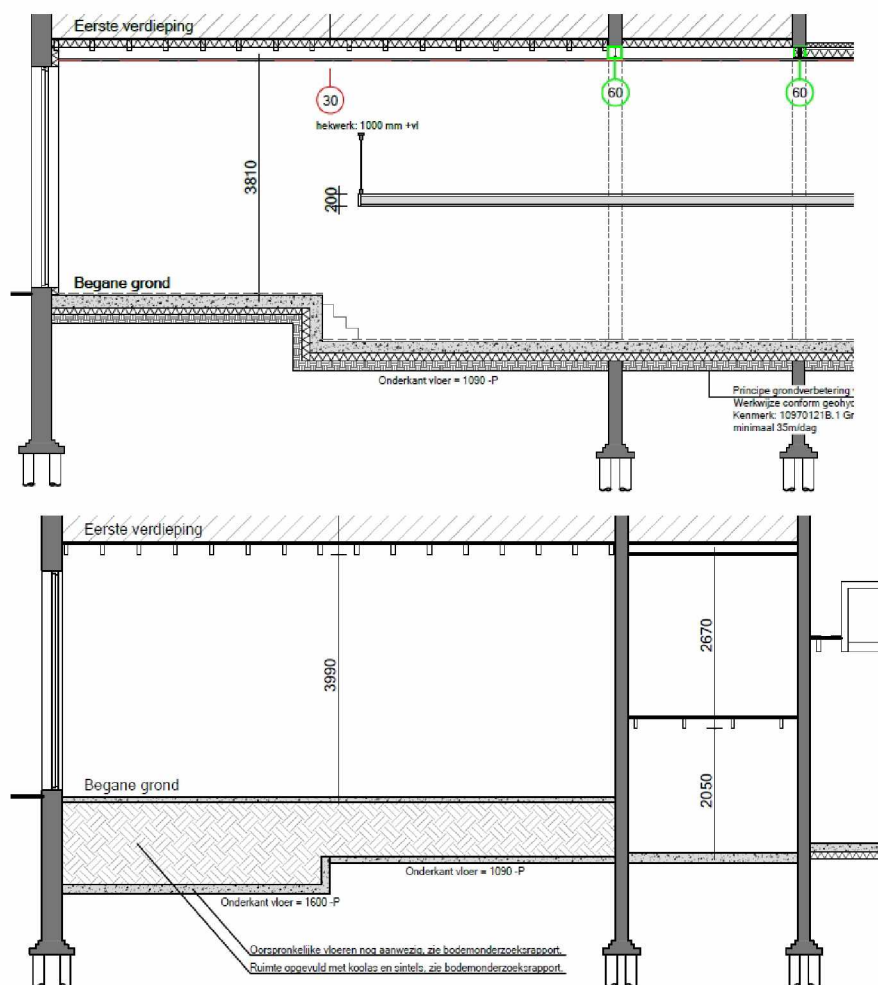 Eerste verdieping
30
60
60
hekwerk: 1000 mm +vl
3810
200
Begane grond
Onderkant vloer = 1090 -P
Principe grondverbetering
Werkwijze conform geohyd
Kenmerk: 10970121B.1 Gr
minimaal 35m/dag
Eerste verdieping
3990
2670
2050
Begane grond
Onderkant vloer = 1090 -P
Onderkant vloer = 1600 -P
Oorspronkelijke vloeren nog aanwezig, zie bodemonderzoeksrapport.
Ruimte opgevuld met koolas en sintels, zie bodemonderzoeksrapport.